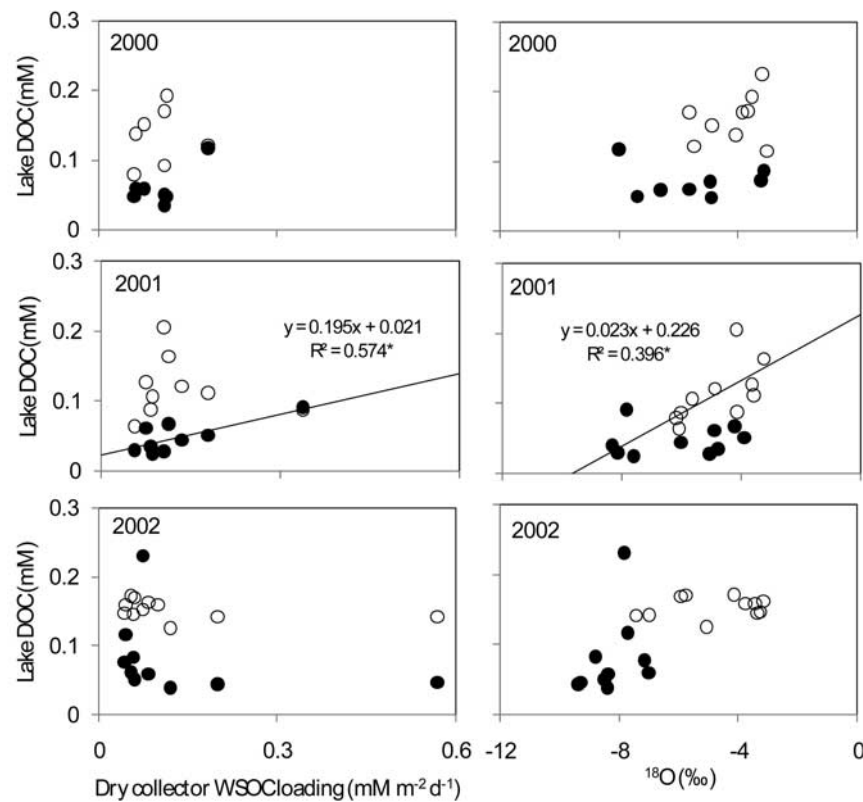 0.3
2000
Lake DOC(mM)
0.2
0.1
0
2000
0.3
2001
Lake DOC(mM)
0.2
0.1
0
y = 0.195x + 0.021
R² = 0.574*
2001
y = 0.023x + 0.226
R² = 0.396*
0.3
2002
Lake DOC(mM)
0.2
0.1
0
2002
0 0.3 0.6
Dry collector WSOCloading (mM m⁻² d⁻¹)
-12 -8 -4 0
¹⁸O (‰)